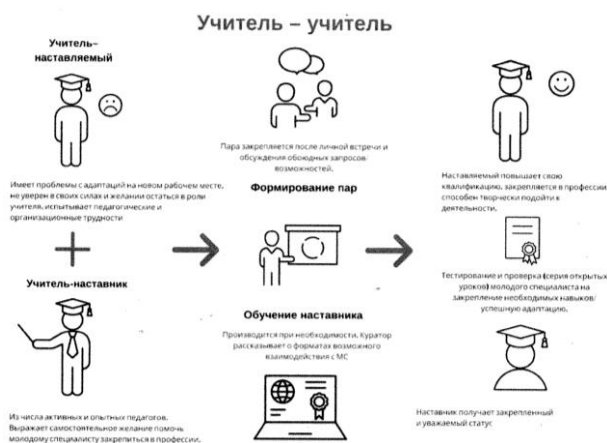 Учитель – учитель
Учитель–
наставляемый
Имеет проблемы с адаптаций на новом рабочем месте,
не уверен в своих силах и желании остаться в роли
учителя, испытывает педагогические и
организационные трудности
Учитель-наставник
Из числа активных и опытных педагогов.
Выражает самостоятельное желание помочь
молодому специалисту закрепиться в профессии.
Пара закрепляется после личной встречи и
обсуждения обоюдных запросов-
возможностей.
Формирование пар
Обучение наставника
Производится при необходимости. Куратор
рассказывает о форматах возможного
взаимодействия с МС
Наставляемый повышает свою
квалификацию, закрепляется в профессии
способен творчески подойти к
деятельности.
Тестирование и проверка (серия открытых
уроков) молодого специалиста на
закрепление необходимых навыков/
успешную адаптацию.
Наставник получает закрепленный
и уважаемый статус